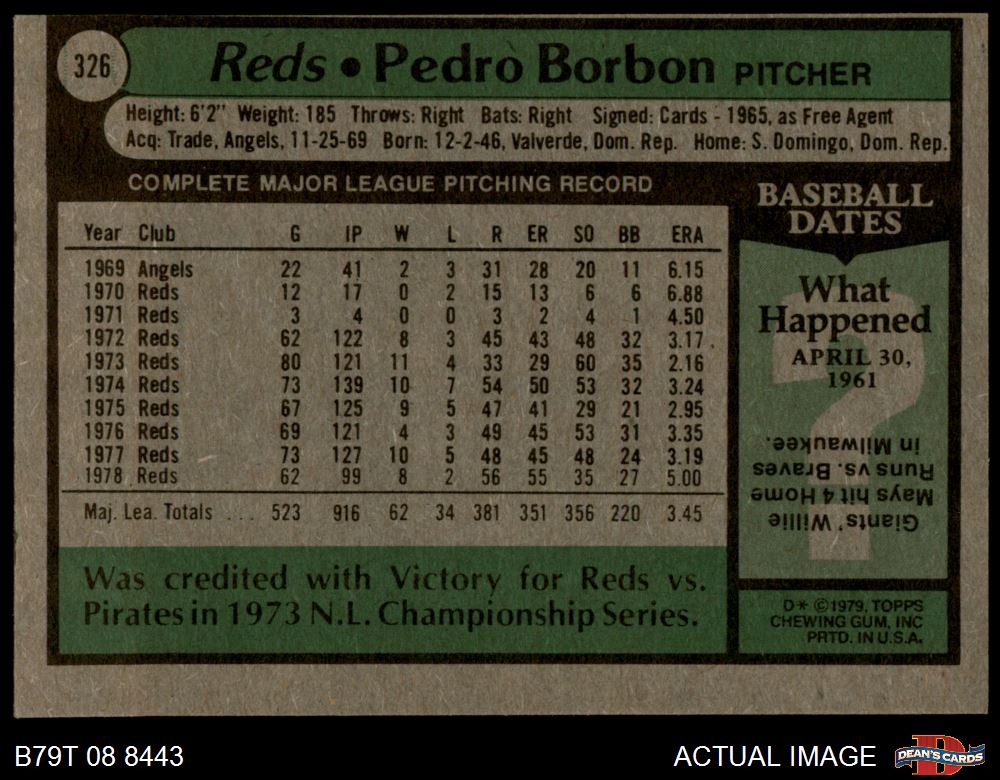 326
Reds • Pedro Borbon PITCHER
Height: 6'2" Weight: 185 Throws: Right Bats: Right Signed: Cards - 1965, as Free Agent
Acq: Trade, Angels, 11-25-69 Born: 12-2-46, Valverde, Dom. Rep. Home: S. Domingo, Dom. Rep.
COMPLETE MAJOR LEAGUE PITCHING RECORD
Year Club G IP W L R ER SO BB ERA
1969 Angels 22 41 2 3 31 28 20 11 6.15
1970 Reds 12 17 0 2 15 13 6 6 6.88
1971 Reds 3 4 0 0 3 2 4 1 4.50
1972 Reds 62 122 8 3 45 43 48 32 3.17
1973 Reds 80 121 11 4 33 29 60 35 2.16
1974 Reds 73 139 10 7 54 50 53 32 3.24
1975 Reds 67 125 9 5 47 41 29 21 2.95
1976 Reds 69 121 4 3 49 45 53 31 3.35
1977 Reds 73 127 10 5 48 45 48 24 3.19
1978 Reds 62 99 8 2 56 55 35 27 5.00
Maj. Lea. Totals ... 523 916 62 34 381 351 356 220 3.45
Was credited with Victory for Reds vs.
Pirates in 1973 N.L. Championship Series.
BASEBALL
DATES
What
Happened
APRIL 30,
1961
?
Giants' Willie
Mays hit 4 Home
Runs vs. Braves
in Milwaukee.
D* ©1979, TOPPS
CHEWING GUM, INC
PRTD. IN U.S.A.
B79T 08 8443
ACTUAL IMAGE
D
DEAN'S CARDS